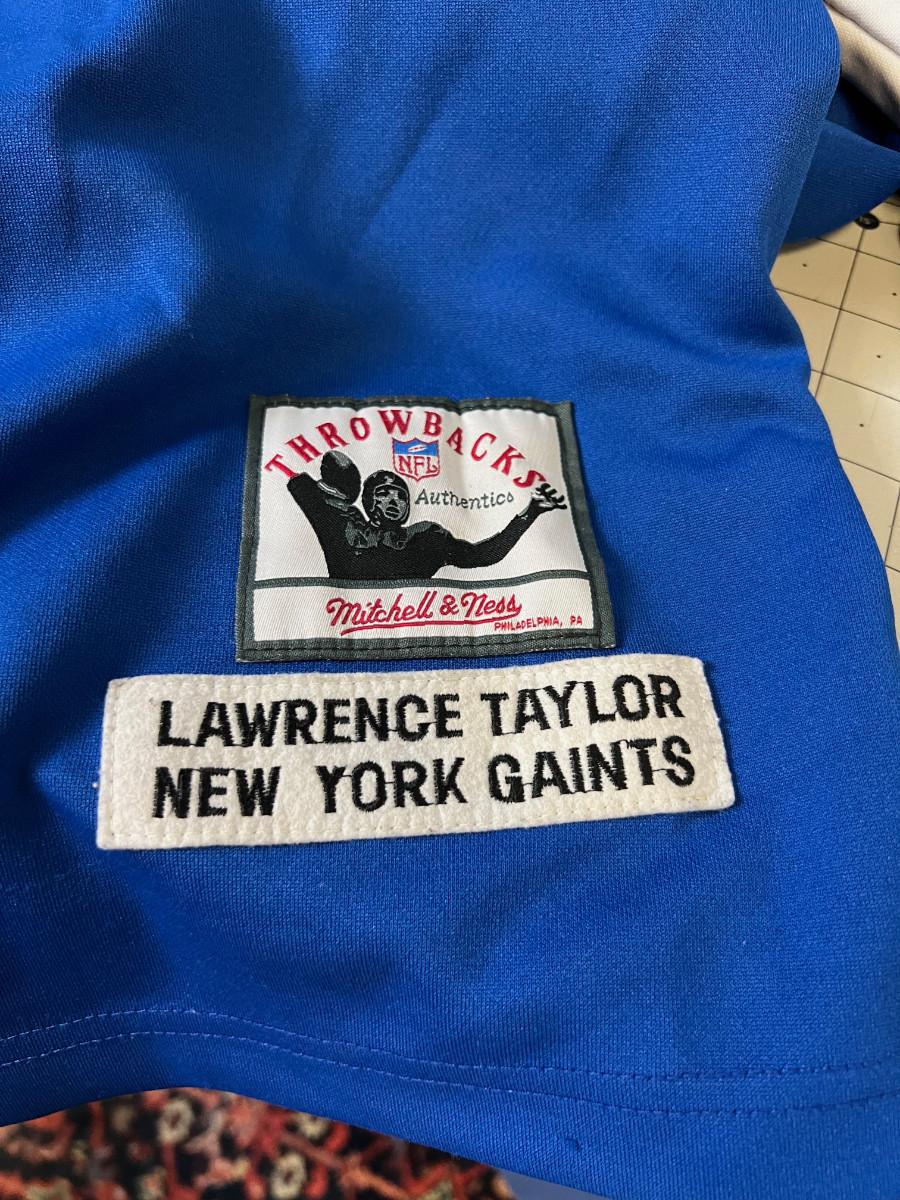 THROWBACKS
NFL
Authentics
Mitchell & Ness
PHILADELPHIA, PA
LAWRENCE TAYLOR
NEW YORK GAINTS